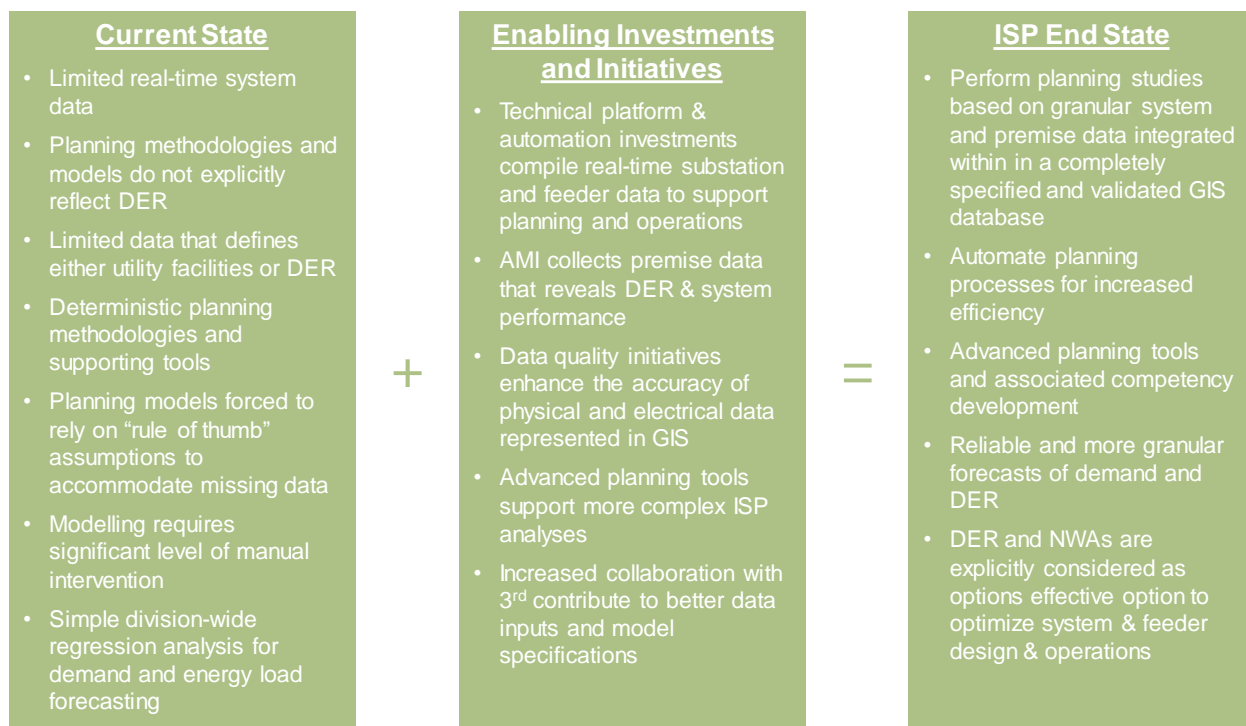 Current State
• Limited real-time system
data
• Planning methodologies and
models do not explicitly
reflect DER
• Limited data that defines
either utility facilities or DER
• Deterministic planning
methodologies and
supporting tools
• Planning models forced to
rely on “rule of thumb”
assumptions to
accommodate missing data
• Modelling requires
significant level of manual
intervention
• Simple division-wide
regression analysis for
demand and energy load
forecasting
+
Enabling Investments
and Initiatives
• Technical platform &
automation investments
compile real-time substation
and feeder data to support
planning and operations
• AMI collects premise data
that reveals DER & system
performance
• Data quality initiatives
enhance the accuracy of
physical and electrical data
represented in GIS
• Advanced planning tools
support more complex ISP
analyses
• Increased collaboration with
3rd contribute to better data
inputs and model
specifications
=
ISP End State
• Perform planning studies
based on granular system
and premise data integrated
within in a completely
specified and validated GIS
database
• Automate planning
processes for increased
efficiency
• Advanced planning tools
and associated competency
development
• Reliable and more granular
forecasts of demand and
DER
• DER and NWAs are
explicitly considered as
options effective option to
optimize system & feeder
design & operations